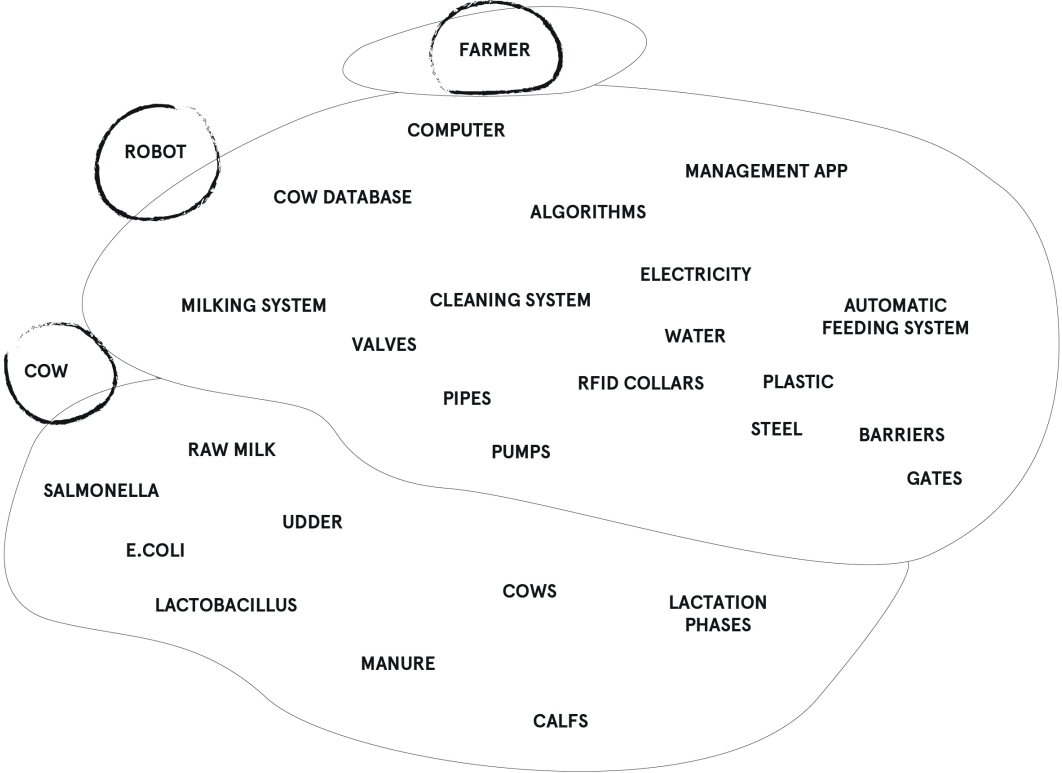 FARMER
COMPUTER
ROBOT
MANAGEMENT APP
COW DATABASE
ALGORITHMS
ELECTRICITY
MILKING SYSTEM
CLEANING SYSTEM
AUTOMATIC
FEEDING SYSTEM
VALVES
WATER
COW
RFID COLLARS
PLASTIC
PIPES
STEEL
BARRIERS
RAW MILK
PUMPS
GATES
SALMONELLA
UDDER
E.COLI
COWS
LACTOBACILLUS
LACTATION
PHASES
MANURE
CALFS